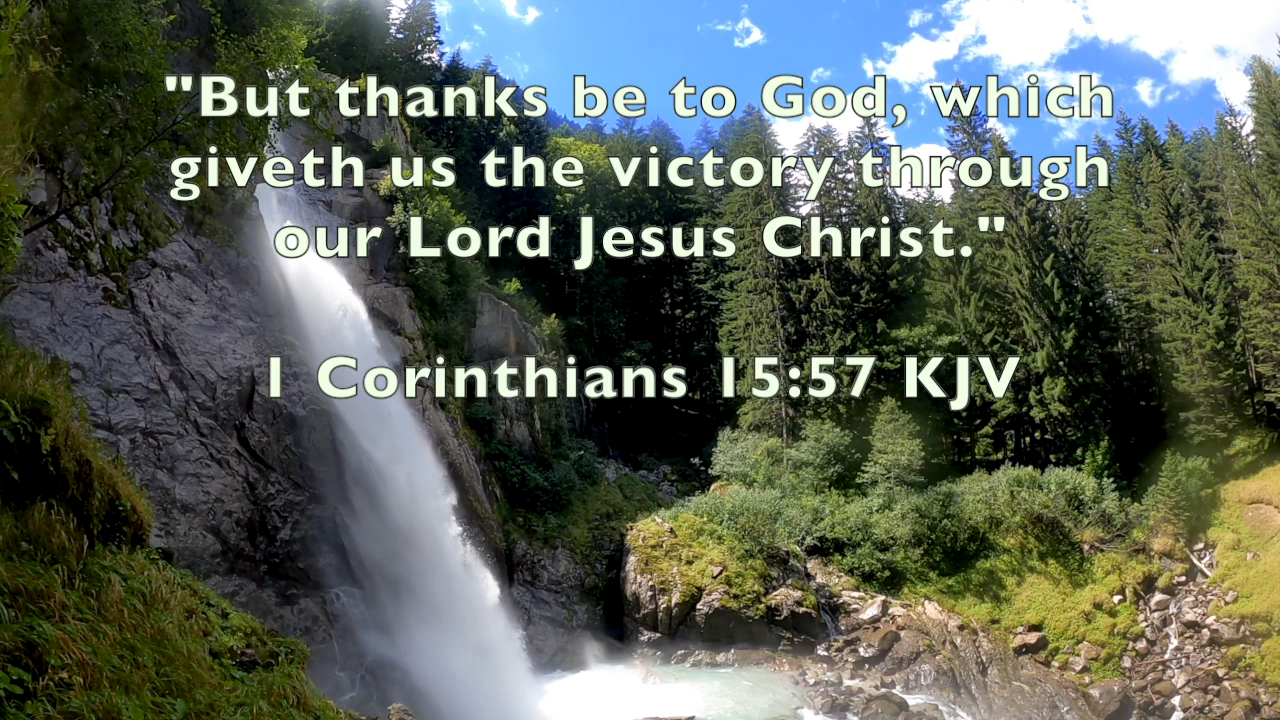 "But thanks be to God, which
giveth us the victory through
our Lord Jesus Christ."
1 Corinthians 15:57 KJV